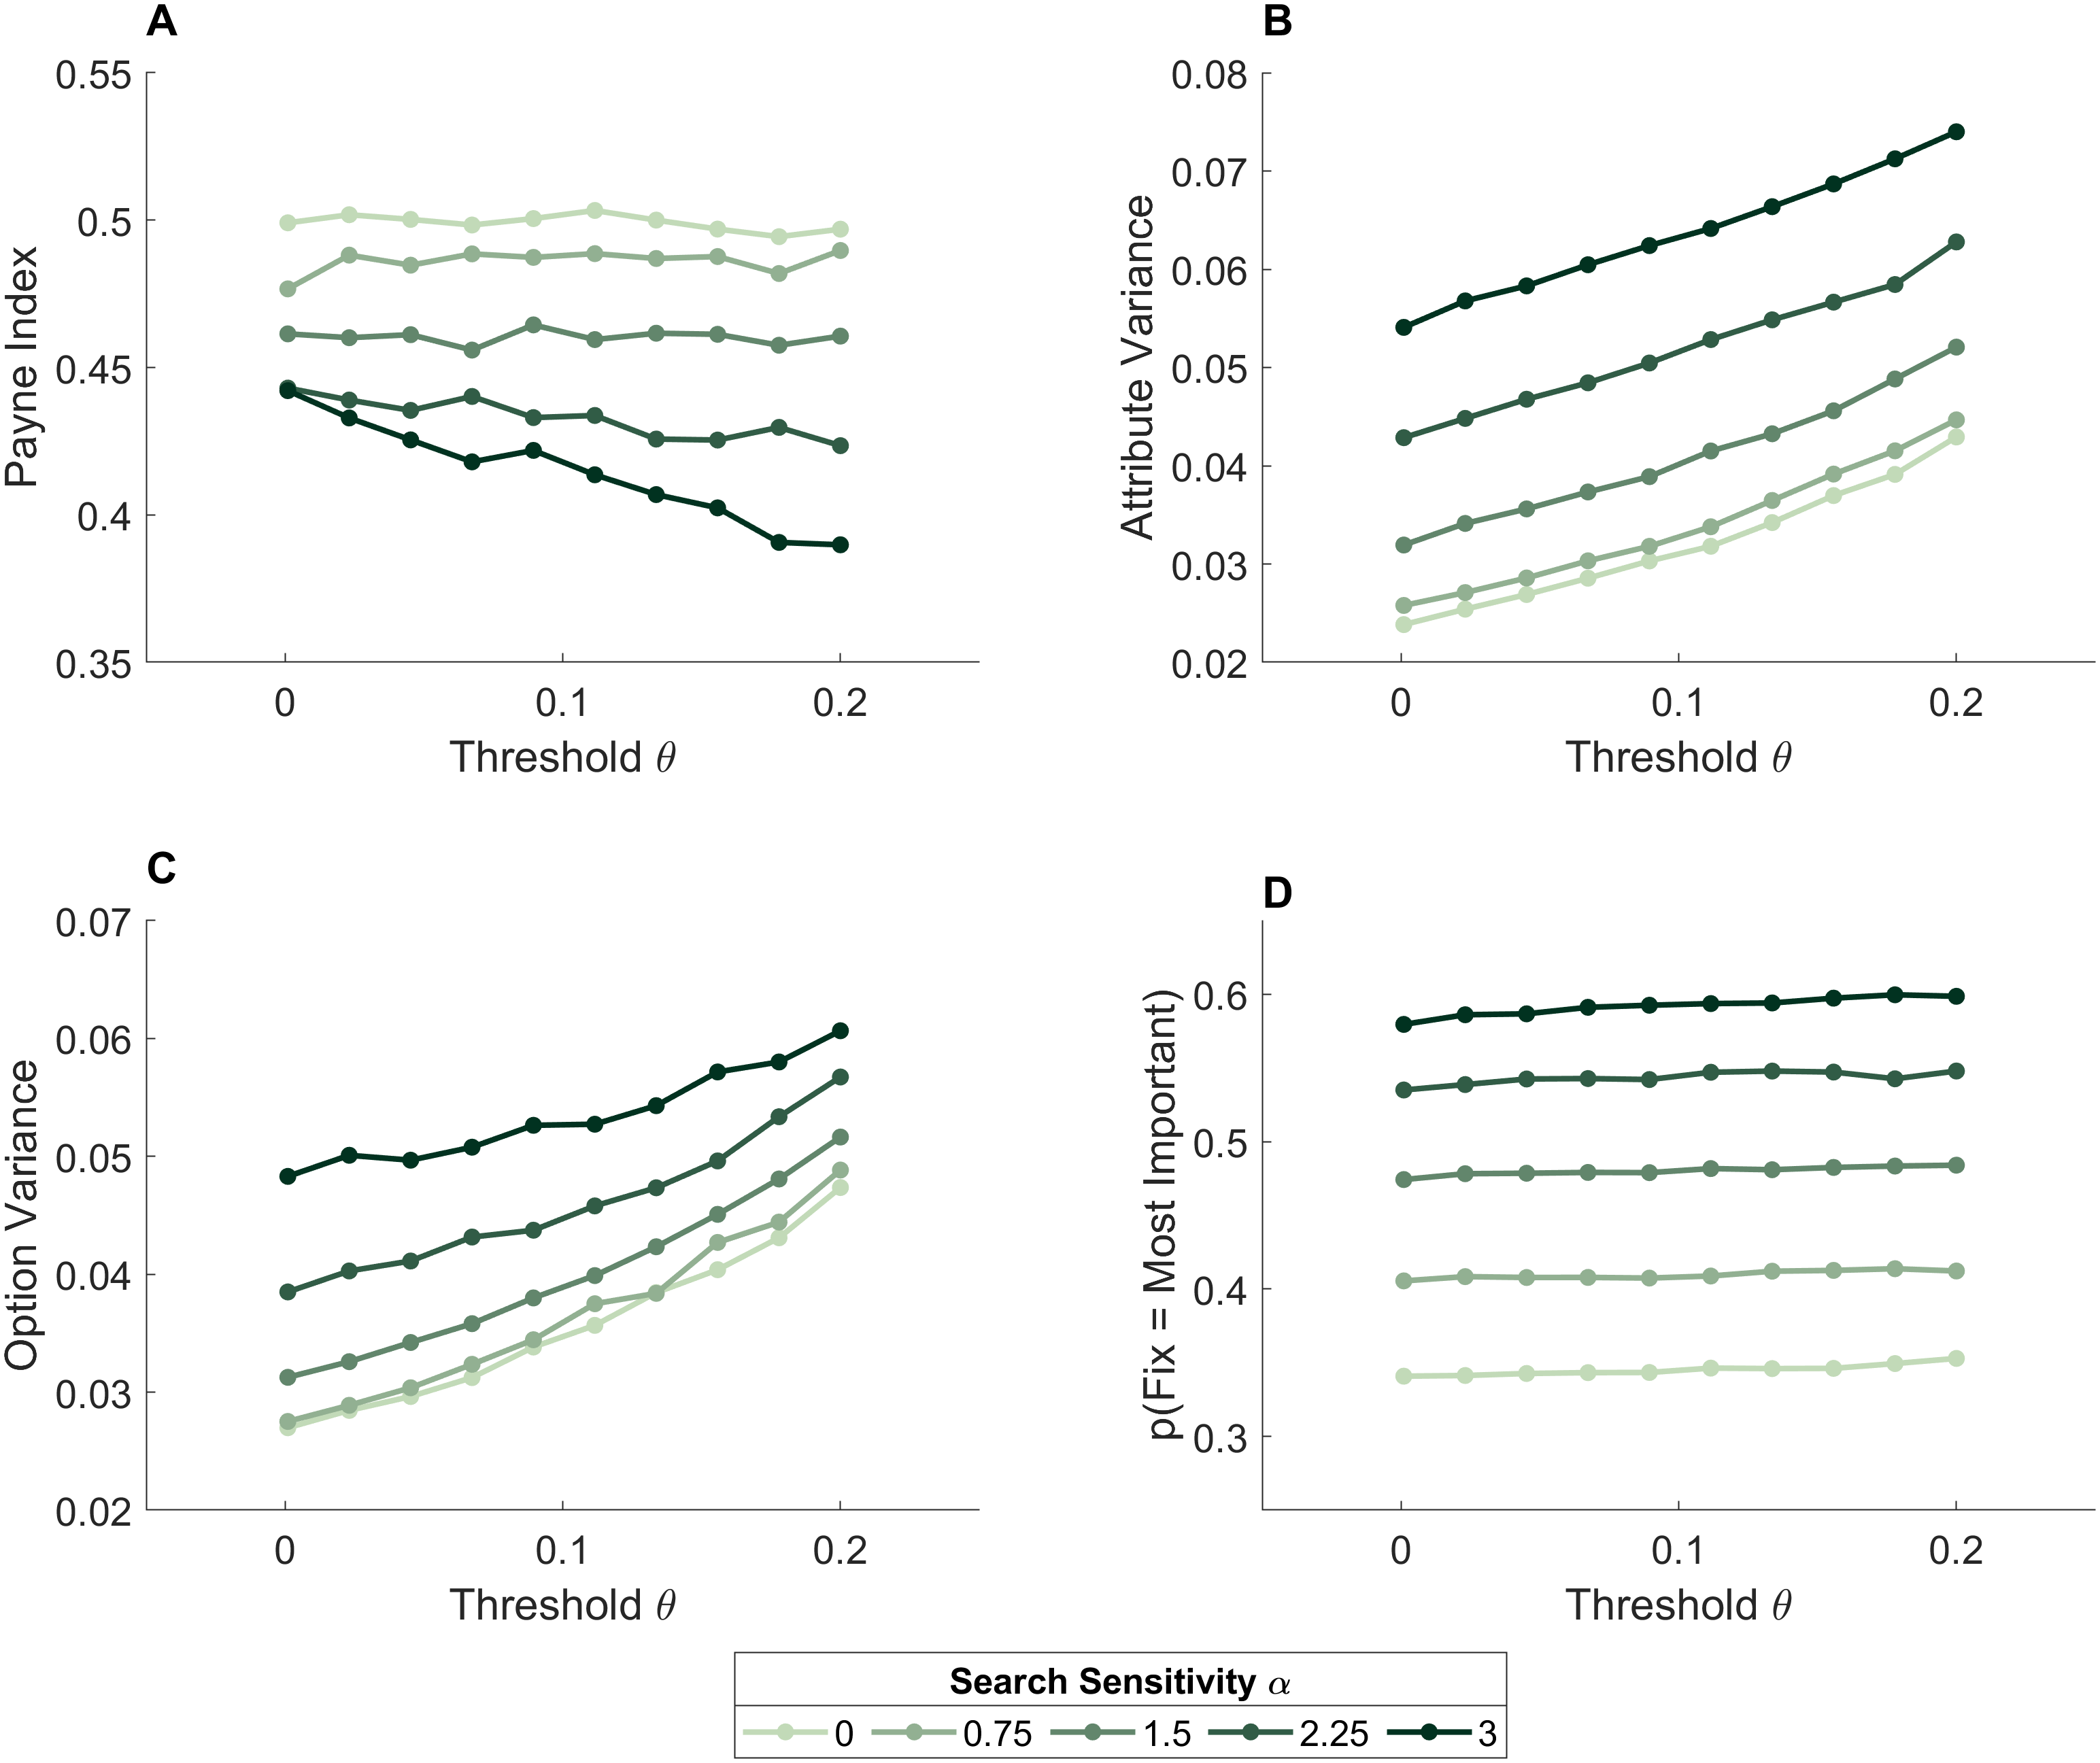 A
0.55
0.5
0.45
0.4
0.35
Payne Index
0 0.1 0.2
Threshold θ
B
0.08
0.07
0.06
0.05
0.04
0.03
0.02
Attribute Variance
0 0.1 0.2
Threshold θ
C
0.07
0.06
0.05
0.04
0.03
0.02
Option Variance
0 0.1 0.2
Threshold θ
D
0.6
0.5
0.4
0.3
p(Fix = Most Important)
0 0.1 0.2
Threshold θ
Search Sensitivity α
0 0.75 1.5 2.25 3